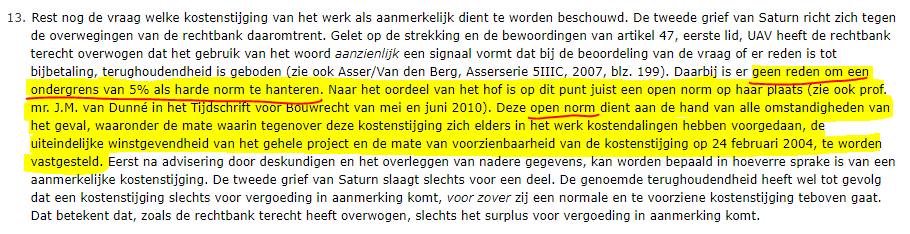 13. Rest nog de vraag welke kostenstijging van het werk als aanmerkelijk dient te worden beschouwd. De tweede grief van Saturn richt zich tegen
de overwegingen van de rechtbank daaromtrent. Gelet op de strekking en de bewoordingen van artikel 47, eerste lid, UAV heeft de rechtbank
terecht overwogen dat het gebruik van het woord aanzienlijk een signaal vormt dat bij de beoordeling van de vraag of er reden is tot
bijbetaling, terughoudendheid is geboden (zie ook Asser/Van den Berg, Asserserie 5IIIC, 2007, blz. 199). Daarbij is er geen reden om een
ondergrens van 5% als harde norm te hanteren. Naar het oordeel van het hof is op dit punt juist een open norm op haar plaats (zie ook prof.
mr. J.M. van Dunné in het Tijdschrift voor Bouwrecht van mei en juni 2010). Deze open norm dient aan de hand van alle omstandigheden van
het geval, waaronder de mate waarin tegenover deze kostenstijging zich elders in het werk kostendalingen hebben voorgedaan, de
uiteindelijke winstgevendheid van het gehele project en de mate van voorzienbaarheid van de kostenstijging op 24 februari 2004, te worden
vastgesteld. Eerst na advisering door deskundigen en het overleggen van nadere gegevens, kan worden bepaald in hoeverre sprake is van een
aanmerkelijke kostenstijging. De tweede grief van Saturn slaagt slechts voor een deel. De genoemde terughoudendheid heeft wel tot gevolg
dat een kostenstijging slechts voor vergoeding in aanmerking komt, voor zover zij een normale en te voorziene kostenstijging teboven gaat.
Dat betekent dat, zoals de rechtbank terecht heeft overwogen, slechts het surplus voor vergoeding in aanmerking komt.